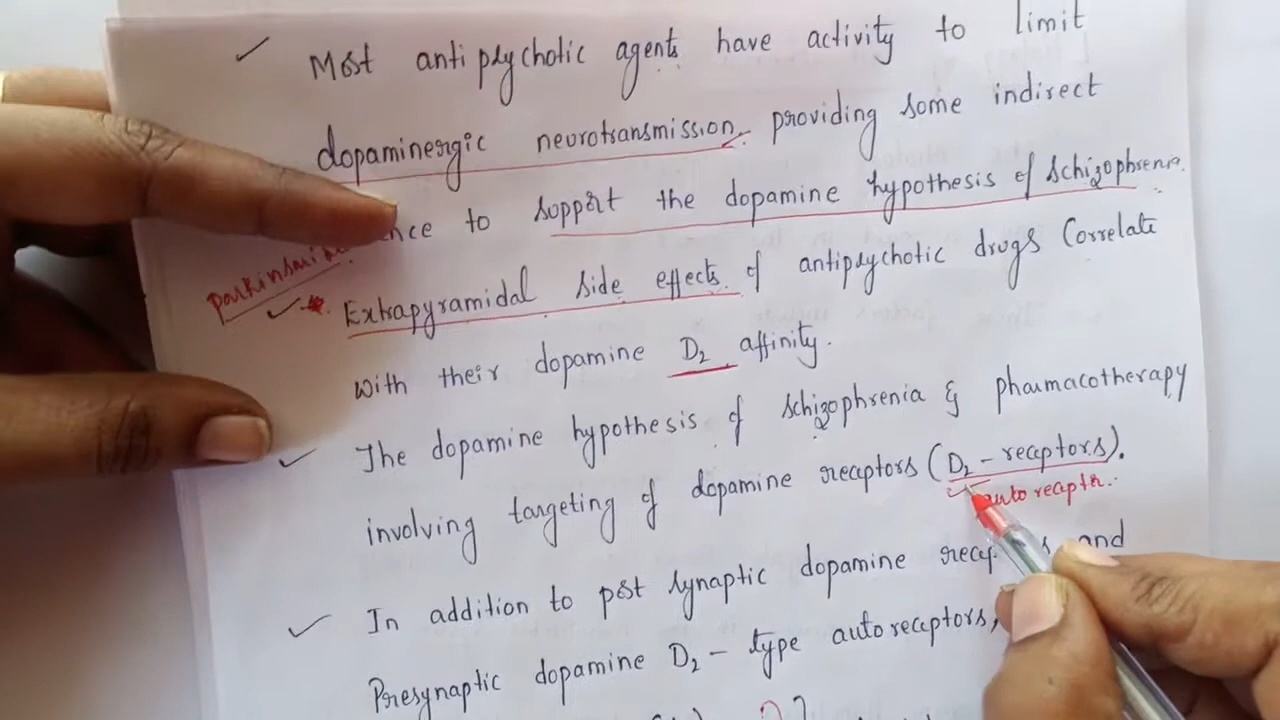 ✓ Most antipsychotic agents have activity to limit
dopaminergic neurotransmission, providing some indirect
nce to support the dopamine hypothesis of schizophrenia.
parkinsonis
✓ * Extrapyramidal side effects of antipsychotic drugs Correlate
with their dopamine D2 affinity.
✓ The dopamine hypothesis of schizophrenia & pharmacotherapy
involving targeting of dopamine receptors (D2 - receptors).
auto receptor..
✓ In addition to post synaptic dopamine and
Presynaptic dopamine D2 - type autoreceptors,